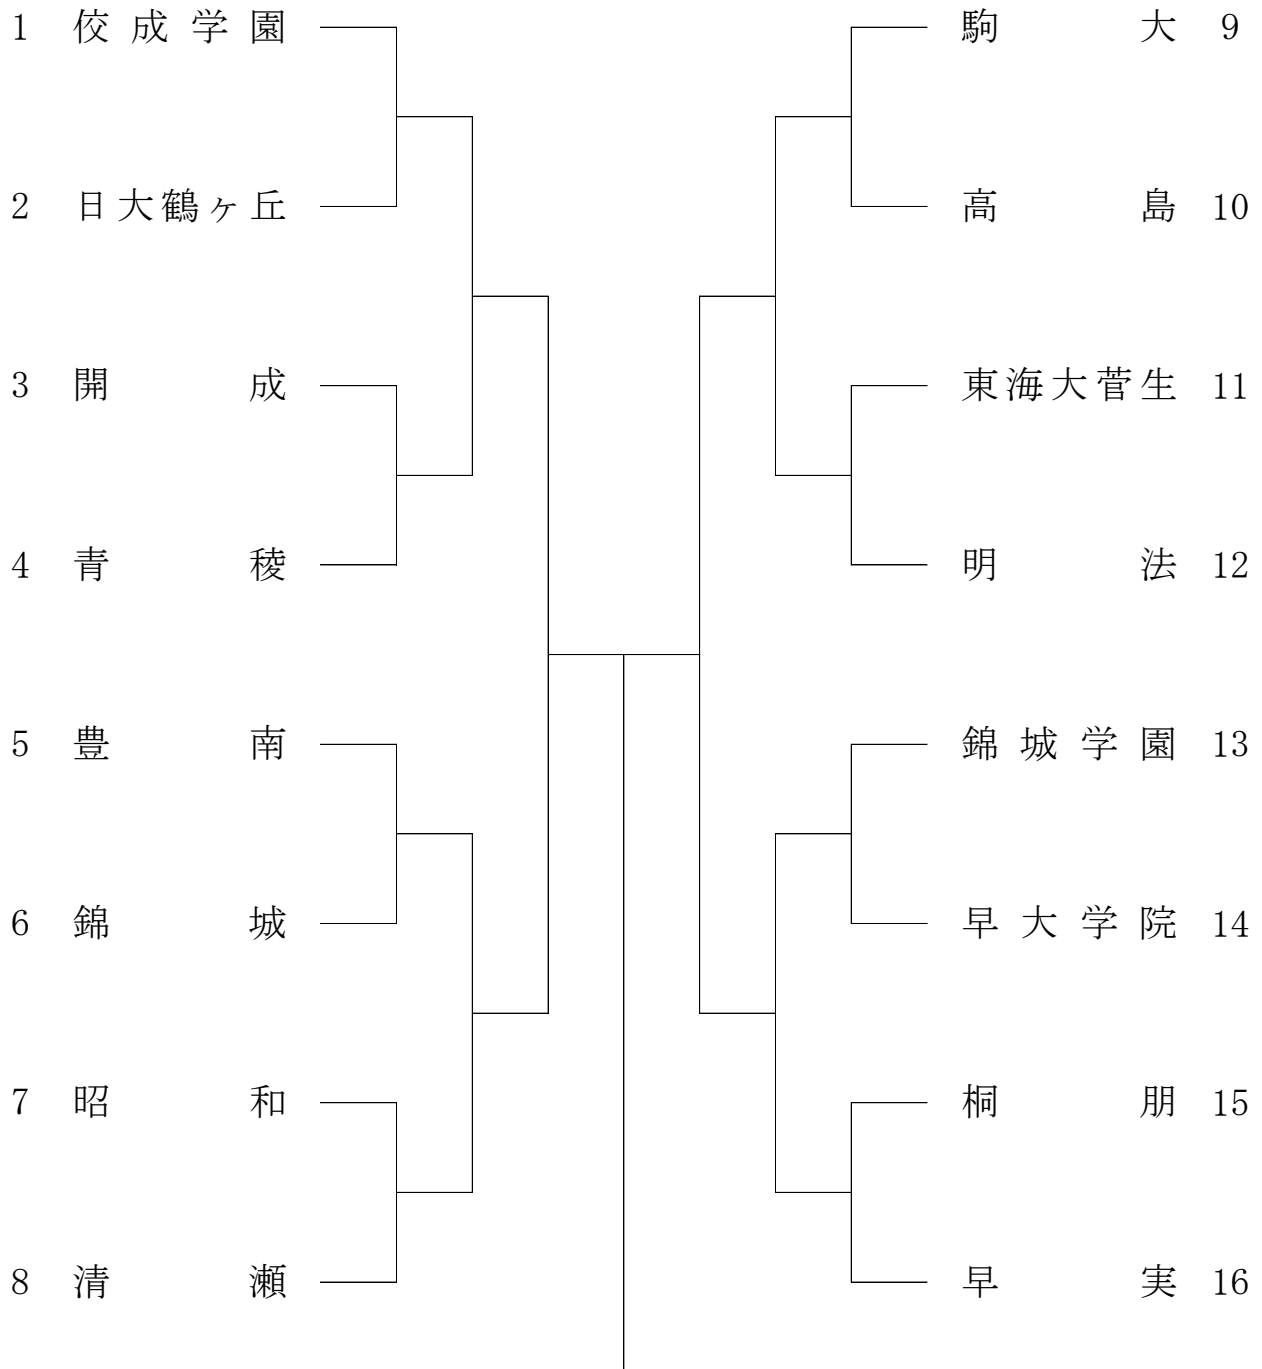 1 佼成学園
2 日大鶴ヶ丘
3 開成
4 青稜
5 豊南
6 錦城
7 昭和
8 清瀬
駒大 9
高島 10
東海大菅生 11
明法 12
錦城学園 13
早大学院 14
桐朋 15
早実 16